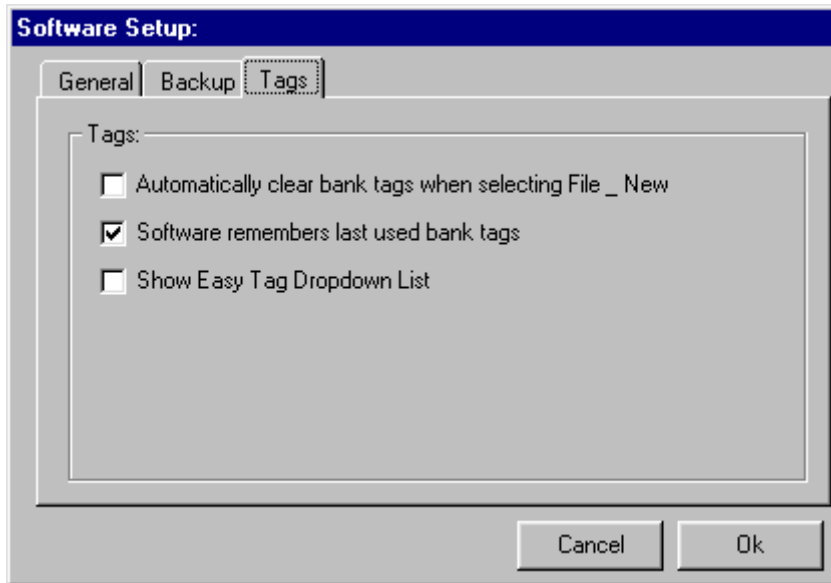 Software Setup:
General Backup Tags
Tags:
Automatically clear bank tags when selecting File _ New
Software remembers last used bank tags
Show Easy Tag Dropdown List
Cancel Ok